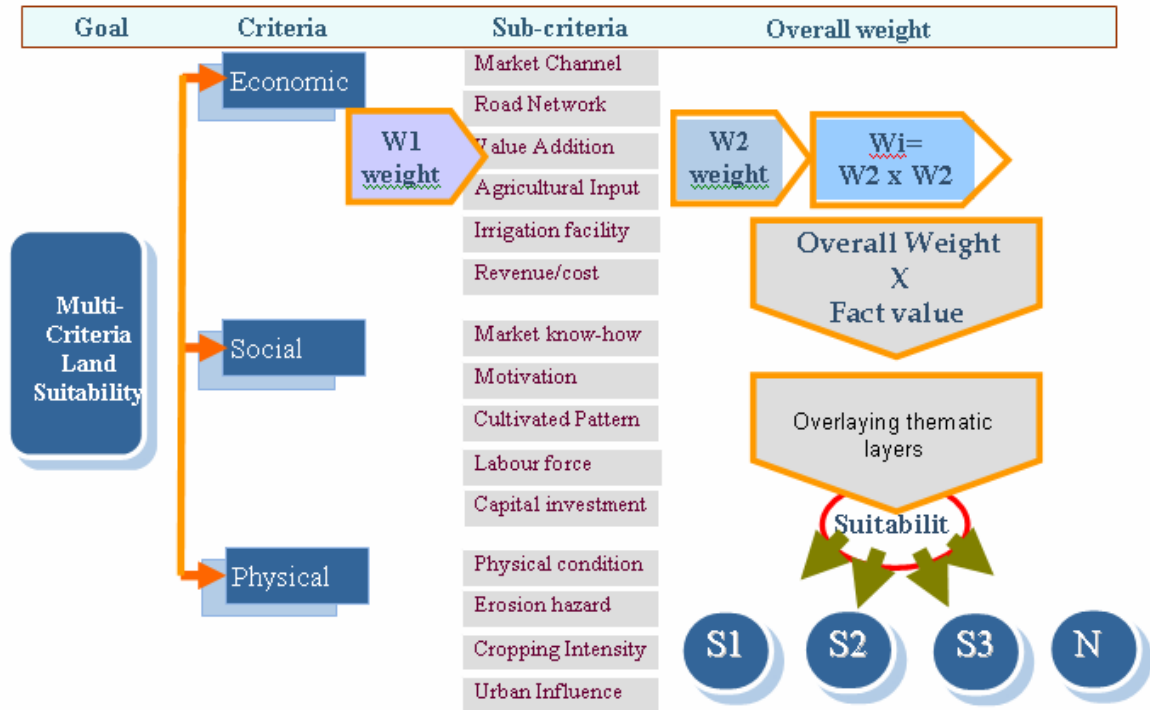 Goal
Criteria
Sub-criteria
Overall weight
Multi-
Criteria
Land
Suitability
Economic
Social
Physical
W1
weight
Market Channel
Road Network
Value Addition
Agricultural Input
Irrigation facility
Revenue/cost
Market know-how
Motivation
Cultivated Pattern
Labour force
Capital investment
Physical condition
Erosion hazard
Cropping Intensity
Urban Influence
W2
weight
Wi=
W2 x W2
Overall Weight
X
Fact value
Overlaying thematic
layers
Suitabilit
S1
S2
S3
N